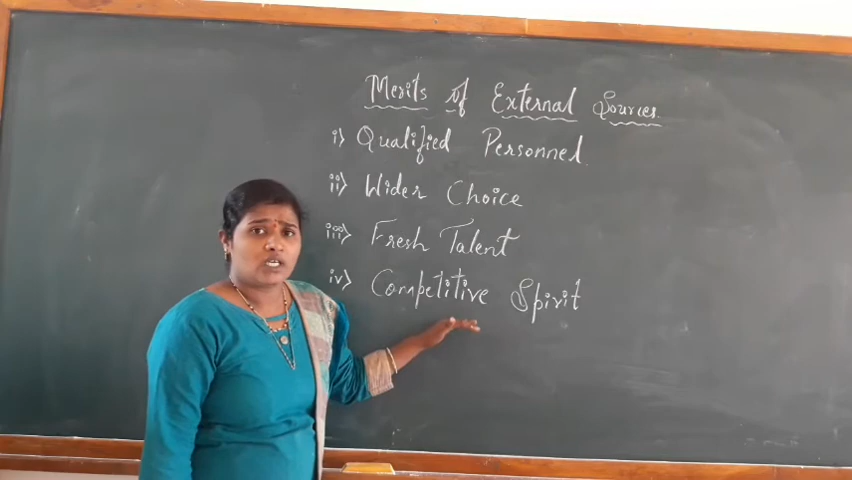 Merits of External Sources
i) Qualified Personnel.
ii) Wider Choice
iii) Fresh Talent
iv) Competitive Spirit